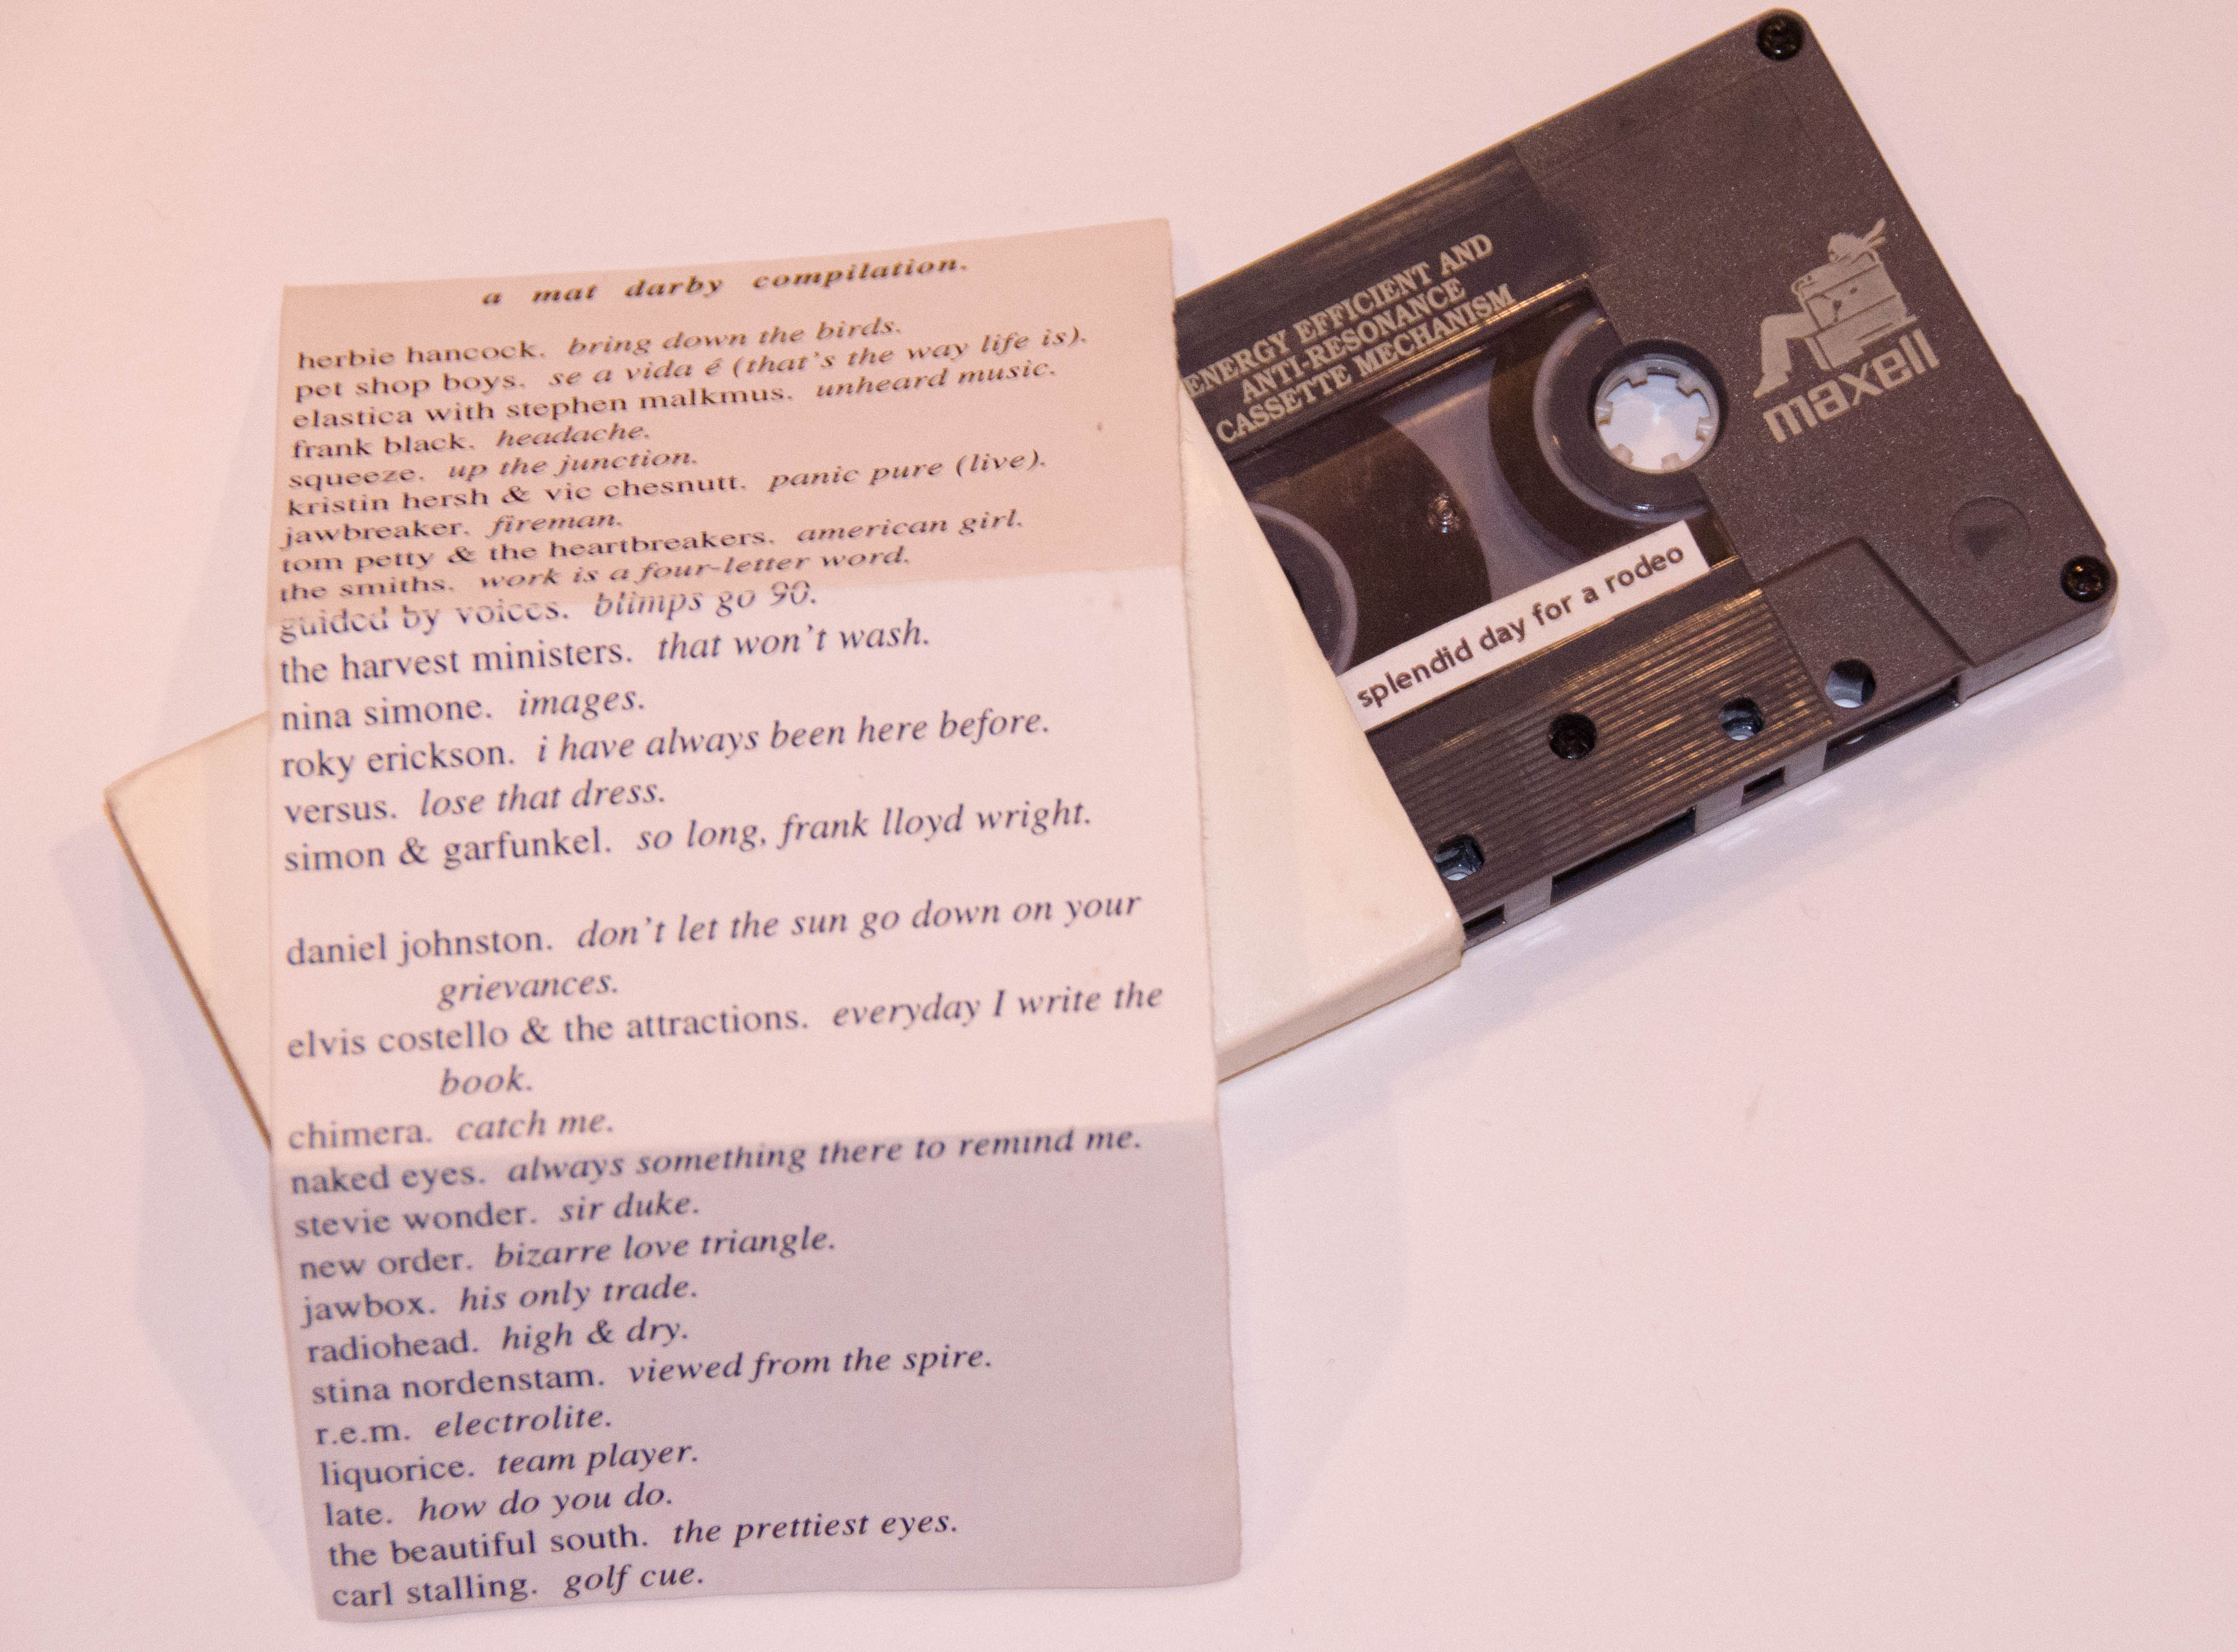 a mat darby compilation.
herbie hancock. bring down the birds.
pet shop boys. se a vida é (that's the way life is).
elastica with stephen malkmus. unheard music.
frank black. headache.
squeeze. up the junction.
kristin hersh & vic chesnutt. panic pure (live).
jawbreaker. fireman.
tom petty & the heartbreakers. american girl.
the smiths. work is a four-letter word.
guided by voices. blimps go 90.
the harvest ministers. that won't wash.
nina simone. images.
roky erickson. i have always been here before.
versus. lose that dress.
simon & garfunkel. so long, frank lloyd wright.
daniel johnston. don't let the sun go down on your
grievances.
elvis costello & the attractions. everyday I write the
book.
chimera. catch me.
naked eyes. always something there to remind me.
stevie wonder. sir duke.
new order. bizarre love triangle.
jawbox. his only trade.
radiohead. high & dry.
stina nordenstam. viewed from the spire.
r.e.m. electrolite.
liquorice. team player.
late. how do you do.
the beautiful south. the prettiest eyes.
carl stalling. golf cue.
ENERGY EFFICIENT AND
ANTI-RESONANCE
CASSETTE MECHANISM
maxell
splendid day for a rodeo